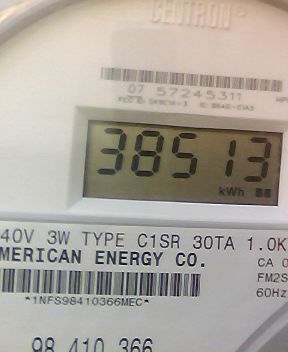 CENTRON®
07 57245311
38513
kWh
40V 3W TYPE C1SR 30TA 1.0K
MERICAN ENERGY CO.
CA 0
FM2S
60Hz
*1NFS98410366MEC*
98 410 366